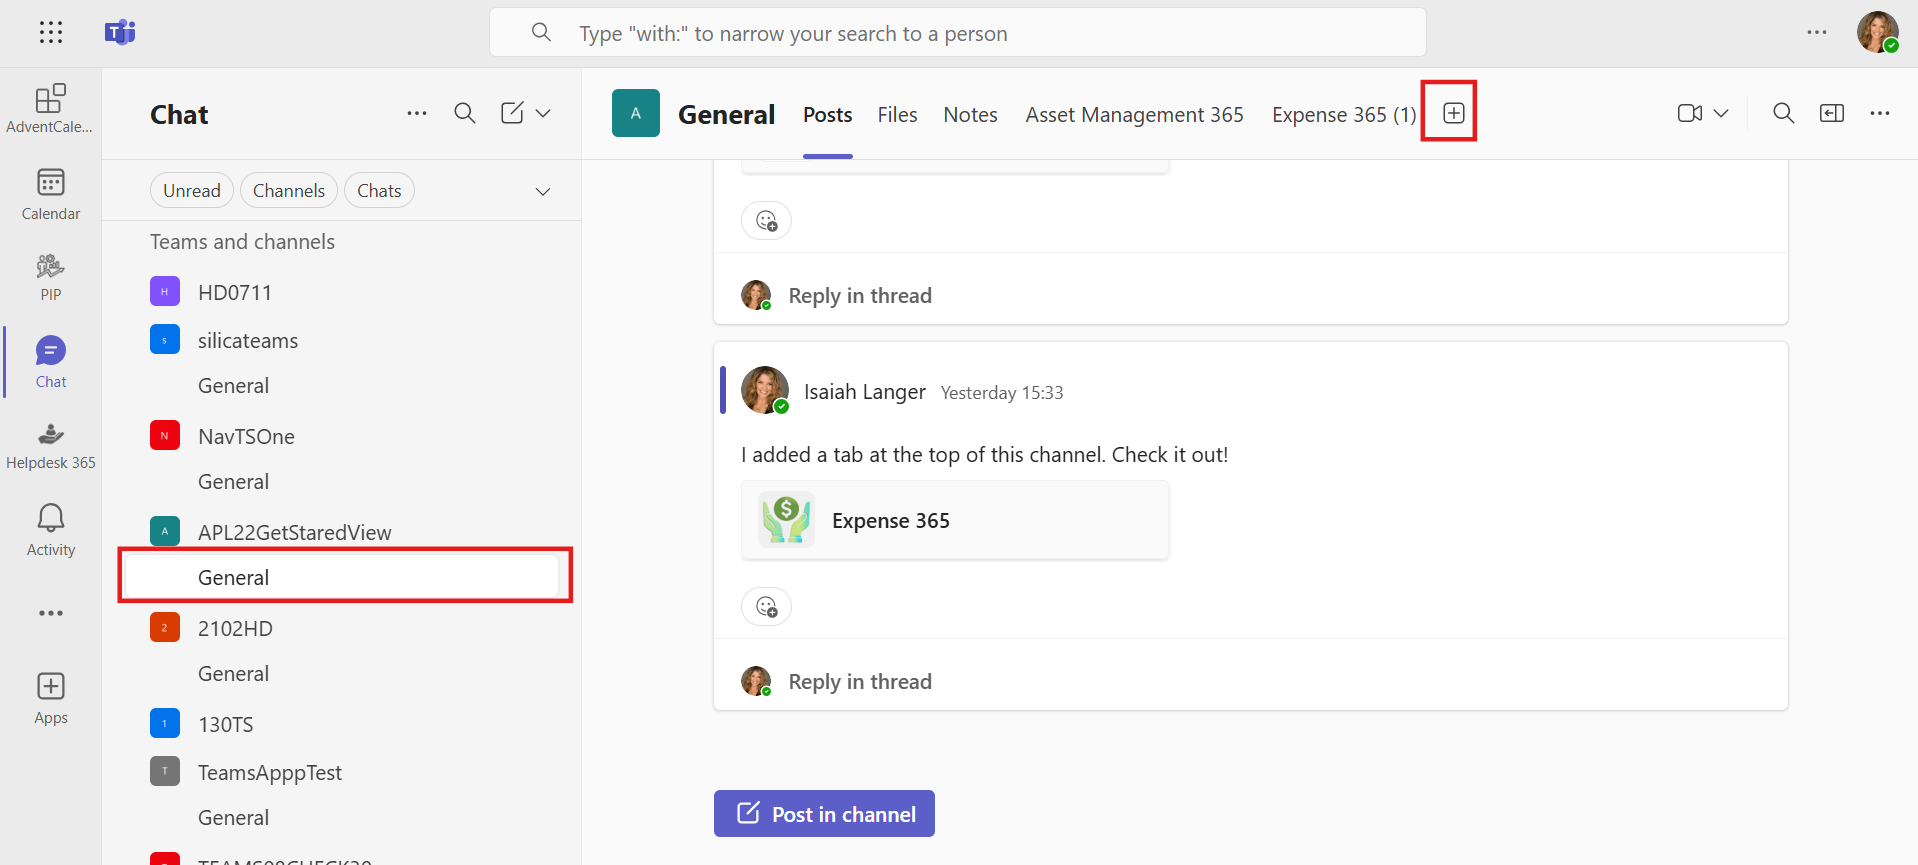 Type "with:" to narrow your search to a person
AdventCale...
Calendar
PIP
Chat
Helpdesk 365
Activity
Apps
Chat
Unread
Channels
Chats
Teams and channels
H
HD0711
s
silicateams
General
N
NavTSOne
General
A
APL22GetStaredView
General
2
2102HD
General
1
130TS
T
TeamsApppTest
General
A
General
Posts
Files
Notes
Asset Management 365
Expense 365 (1)
Reply in thread
Isaiah Langer
Yesterday 15:33
I added a tab at the top of this channel. Check it out!
Expense 365
Reply in thread
Post in channel